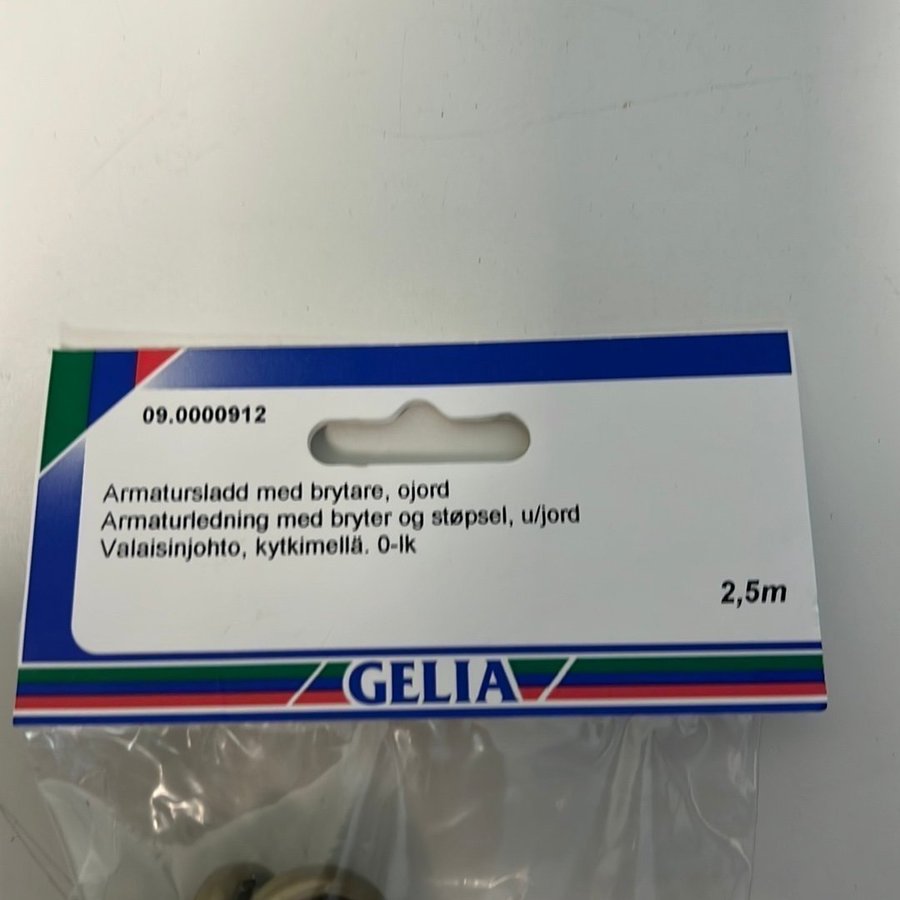 09.0000912
Armatursladd med brytare, ojord
Armaturledning med bryter og støpsel, u/jord
Valaisinjohto, kytkimellä. 0-lk
2,5m
GELIA